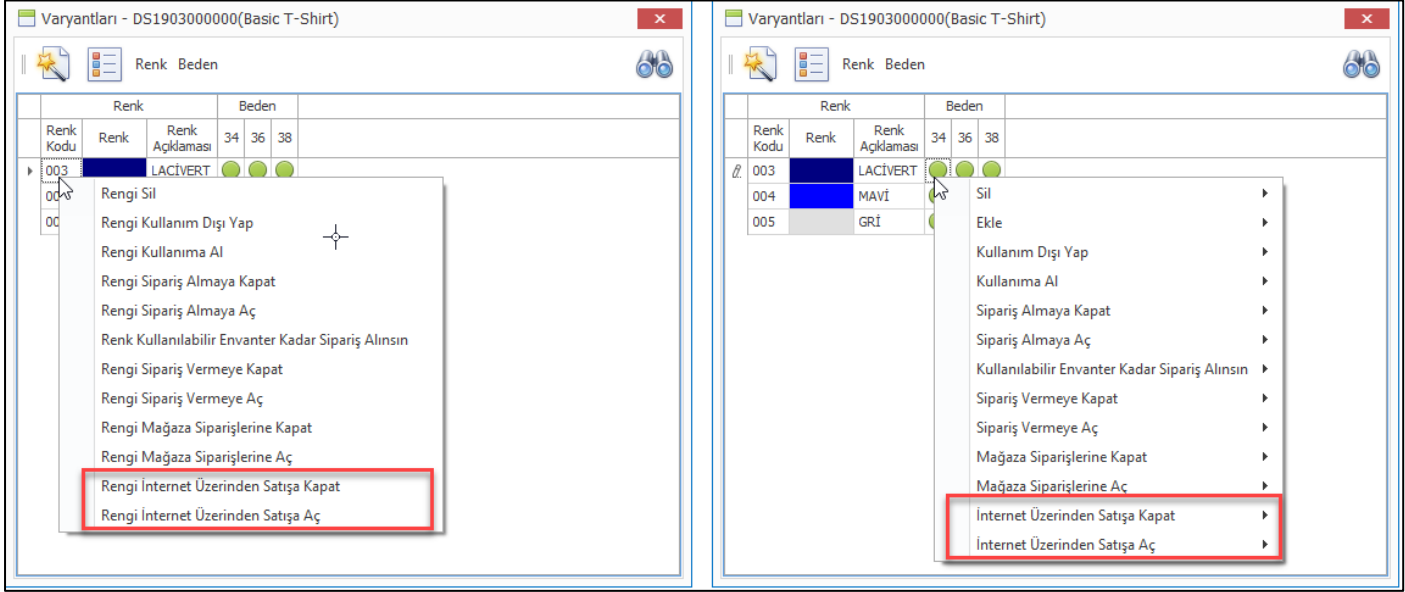 Varyantları - DS1903000000(Basic T-Shirt)
Renk Beden
Renk Beden
Renk Kodu Renk Renk Açıklaması 34 36 38
003 LACİVERT
00
00
Rengi Sil
Rengi Kullanım Dışı Yap
Rengi Kullanıma Al
Rengi Sipariş Almaya Kapat
Rengi Sipariş Almaya Aç
Renk Kullanılabilir Envanter Kadar Sipariş Alınsın
Rengi Sipariş Vermeye Kapat
Rengi Sipariş Vermeye Aç
Rengi Mağaza Siparişlerine Kapat
Rengi Mağaza Siparişlerine Aç
Rengi İnternet Üzerinden Satışa Kapat
Rengi İnternet Üzerinden Satışa Aç
Varyantları - DS1903000000(Basic T-Shirt)
Renk Beden
Renk Beden
Renk Kodu Renk Renk Açıklaması 34 36 38
003 LACİVERT
004 MAVİ
005 GRİ
Sil
Ekle
Kullanım Dışı Yap
Kullanıma Al
Sipariş Almaya Kapat
Sipariş Almaya Aç
Kullanılabilir Envanter Kadar Sipariş Alınsın
Sipariş Vermeye Kapat
Sipariş Vermeye Aç
Mağaza Siparişlerine Kapat
Mağaza Siparişlerine Aç
İnternet Üzerinden Satışa Kapat
İnternet Üzerinden Satışa Aç